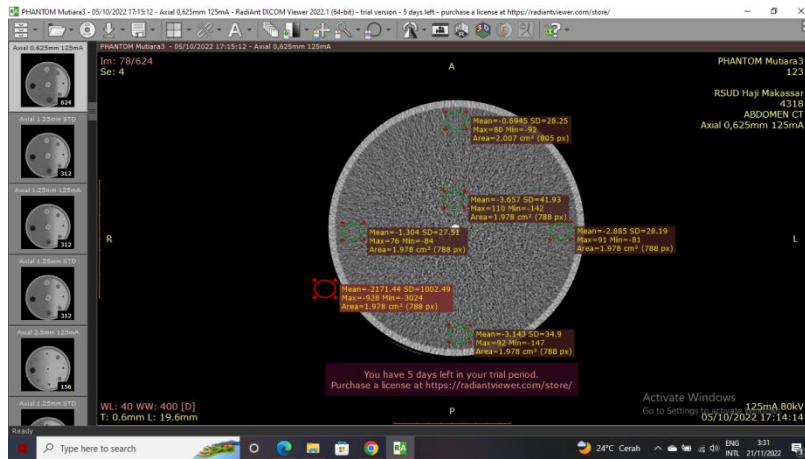 PHANTOM Mutiara3 - 05/10/2022 17:15:12 - Axial 0,625mm 125mA - RadiAnt DICOM Viewer 2022.1 (64-bit) - trial version - 5 days left - purchase a license at https://radiantviewer.com/store/
Axial 0,625mm 125mA
624
Axial 1.25mm STD
312
Axial 1,25mm 125mA
312
Axial 1.25mm STD
312
Axial 2,5mm 125mA
156
Axial 2.5mm STD
PHANTOM Mutiara3 - 05/10/2022 17:15:12 - Axial 0,625mm 125mA
Im: 78/624
Se: 4
A
PHANTOM Mutiara3
123
RSUD Haji Makassar
4318
ABDOMEN CT
Axial 0,625mm 125mA
Mean=-0.6945 SD=28.25
Max=80 Min=-92
Area=2.007 cm² (805 px)
Mean=-3.657 SD=41.93
Max=110 Min=-142
Area=1.978 cm² (788 px)
R
Mean=-1.304 SD=27.51
Max=76 Min=-84
Area=1.978 cm² (788 px)
Mean=-2.885 SD=28.19
Max=91 Min=-81
Area=1.978 cm² (788 px)
L
Mean=-2171.44 SD=1002.49
Max=-928 Min=-3024
Area=1.978 cm² (788 px)
Mean=-3.143 SD=34.9
Max=92 Min=-147
Area=1.978 cm² (788 px)
You have 5 days left in your trial period.
Purchase a license at https://radiantviewer.com/store/
WL: 40 WW: 400 [D]
T: 0.6mm L: 19.6mm
P
Activate Windows
Go to Settings to activate
125mA 80kV
05/10/2022 17:14:14
Ready
Type here to search
24°C Cerah
ENG
INTL
3:31
21/11/2022